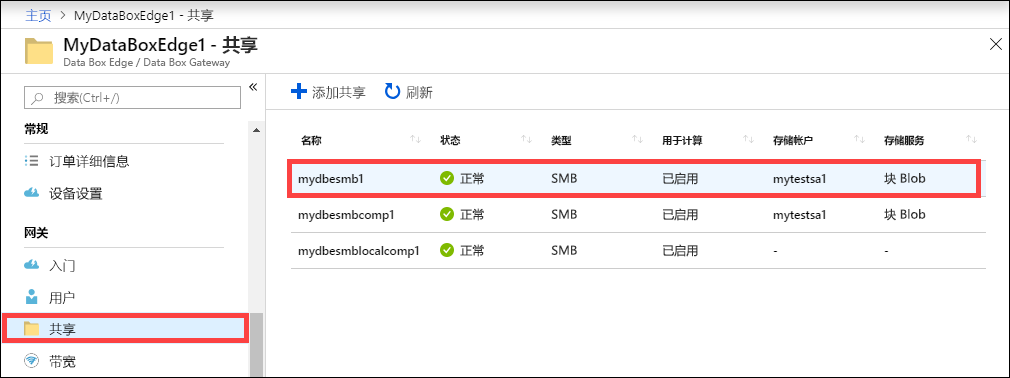 主页 > MyDataBoxEdge1 - 共享
MyDataBoxEdge1 - 共享
Data Box Edge / Data Box Gateway
搜索(Ctrl+/)
常规
订单详细信息
设备设置
网关
入门
用户
共享
带宽
添加共享 刷新
名称 状态 类型 用于计算 存储帐户 存储服务
mydbesmb1 正常 SMB 已启用 mytestsa1 块 Blob
mydbesmbcomp1 正常 SMB 已启用 mytestsa1 块 Blob
mydbesmblocalcomp1 正常 SMB 已启用 - -